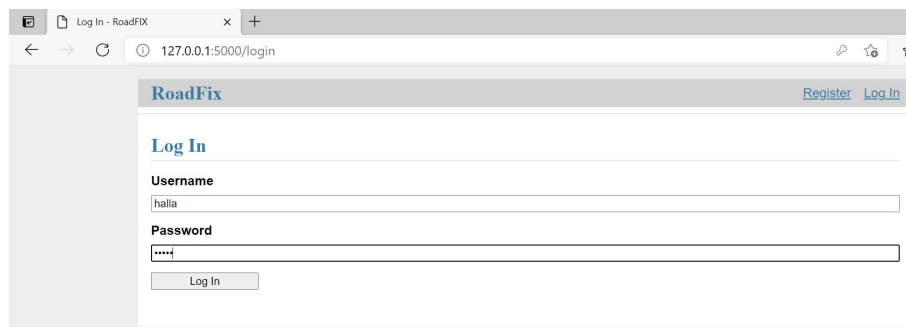 Log In - RoadFIX
127.0.0.1:5000/login
RoadFix Register Log In
Log In
Username
halla
Password
•••••
Log In